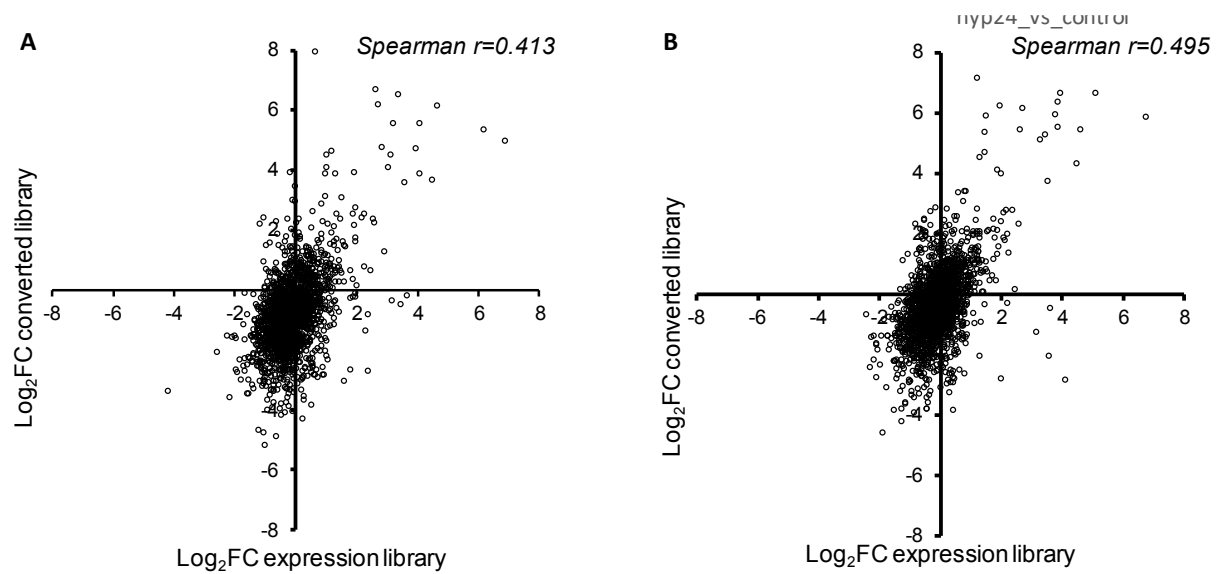 A
Spearman r=0.413
8
6
4
2
-8 -6 -4 -2 2 4 6 8
-4
-6
-8
Log₂FC converted library
Log₂FC expression library
hyp24_vs_control
B
Spearman r=0.495
8
6
4
2
-8 -6 -4 -2 2 4 6 8
-4
-6
-8
Log₂FC converted library
Log₂FC expression library